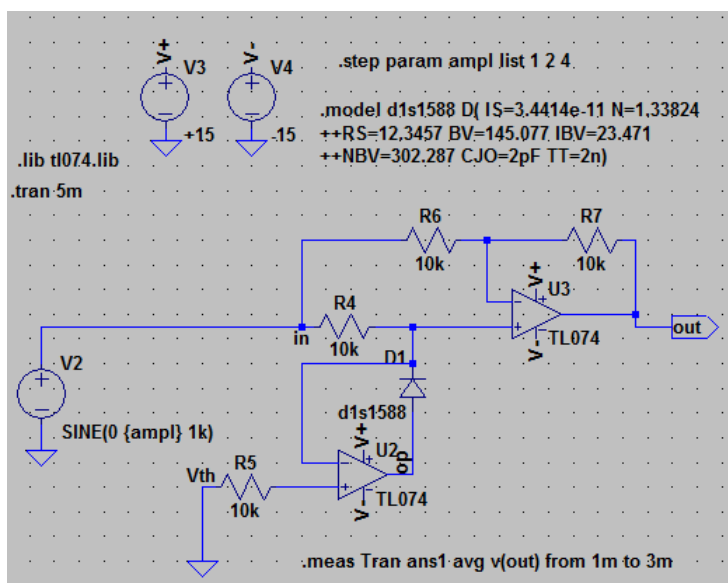 V+
V3
+15
V-
V4
-15
.step param ampl list 1 2 4
.model d1s1588 D( IS=3.4414e-11 N=1.33824
++RS=12.3457 BV=145.077 IBV=23.471
++NBV=302.287 CJO=2pF TT=2n)
.lib tl074.lib
.tran 5m
R6
10k
R7
10k
V+
U3
TL074
V-
out
R4
10k
in
V2
SINE(0 {ampl} 1k)
D1
d1s1588
V+
U2
op
TL074
V-
Vth
R5
10k
.meas Tran ans1 avg v(out) from 1m to 3m